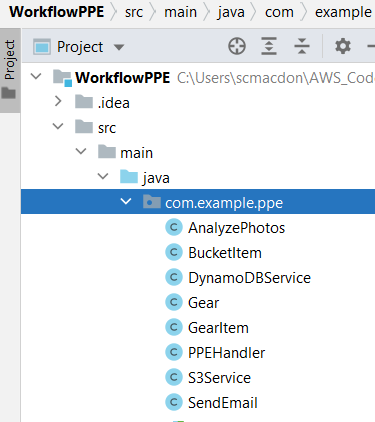 WorkflowPPE src main java com example
Project
Project
WorkflowPPE C:\Users\scmacdon\AWS_Cod
.idea
src
main
java
com.example.ppe
AnalyzePhotos
BucketItem
DynamoDBService
Gear
GearItem
PPEHandler
S3Service
SendEmail